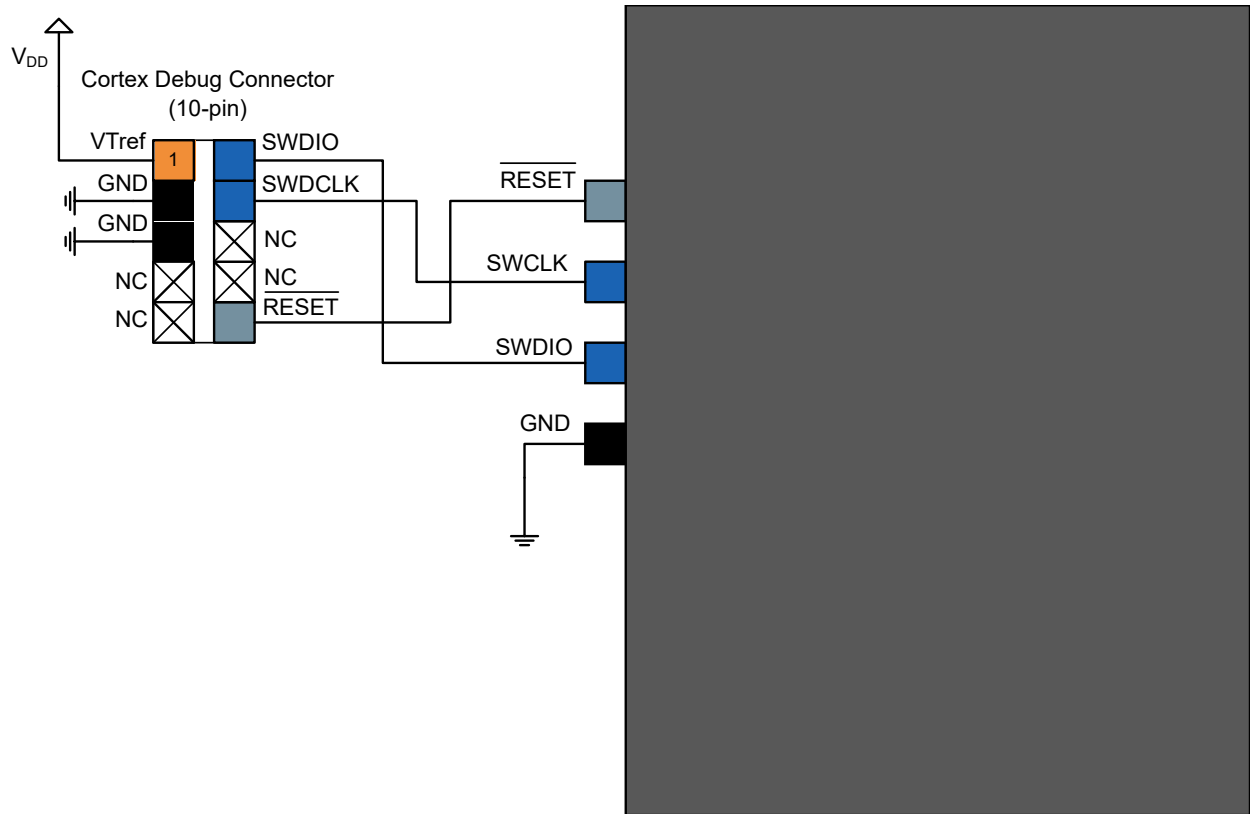 VDD
Cortex Debug Connector
(10-pin)
VTref
1
SWDIO
GND
SWDCLK
GND
NC
NC
NC
NC
RESET
RESET
SWCLK
SWDIO
GND